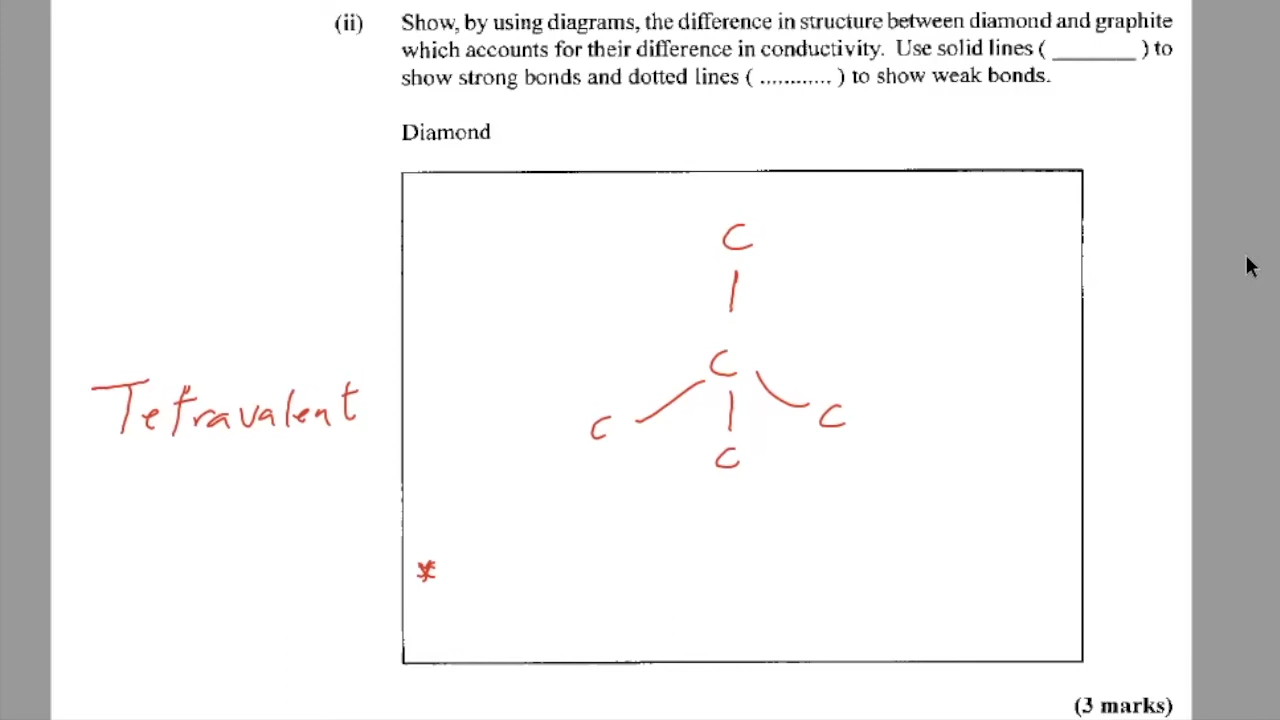 (ii) Show, by using diagrams, the difference in structure between diamond and graphite
which accounts for their difference in conductivity. Use solid lines ( ________ ) to
show strong bonds and dotted lines ( ............ ) to show weak bonds.
Diamond
C
C
Tetravalent
C C
C
*
(3 marks)